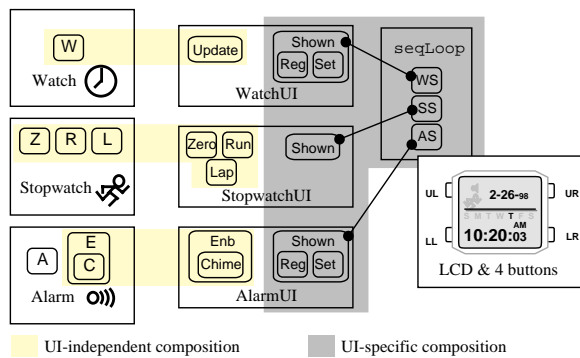 W
Watch
Update
Shown
Reg Set
WatchUI
seqLoop
WS
SS
AS
Z R L
Stopwatch
Zero Run
Lap
Shown
StopwatchUI
A
E
C
Alarm
Enb
Chime
Shown
Reg Set
AlarmUI
UL
UR
LL
LR
2-26-98
S M T W T F S
AM
10:20:03
LCD & 4 buttons
UI-independent composition
UI-specific composition